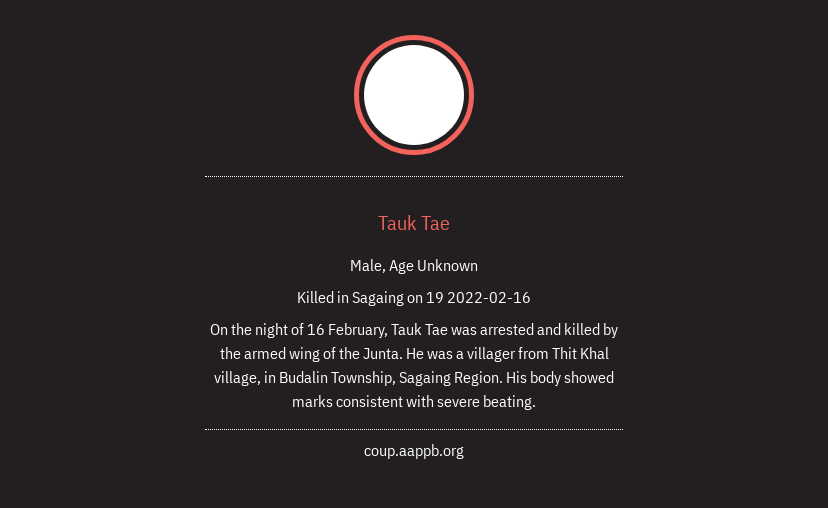 Tauk Tae
Male, Age Unknown
Killed in Sagaing on 19 2022-02-16
On the night of 16 February, Tauk Tae was arrested and killed by
the armed wing of the Junta. He was a villager from Thit Khal
village, in Budalin Township, Sagaing Region. His body showed
marks consistent with severe beating.
coup.aappb.org